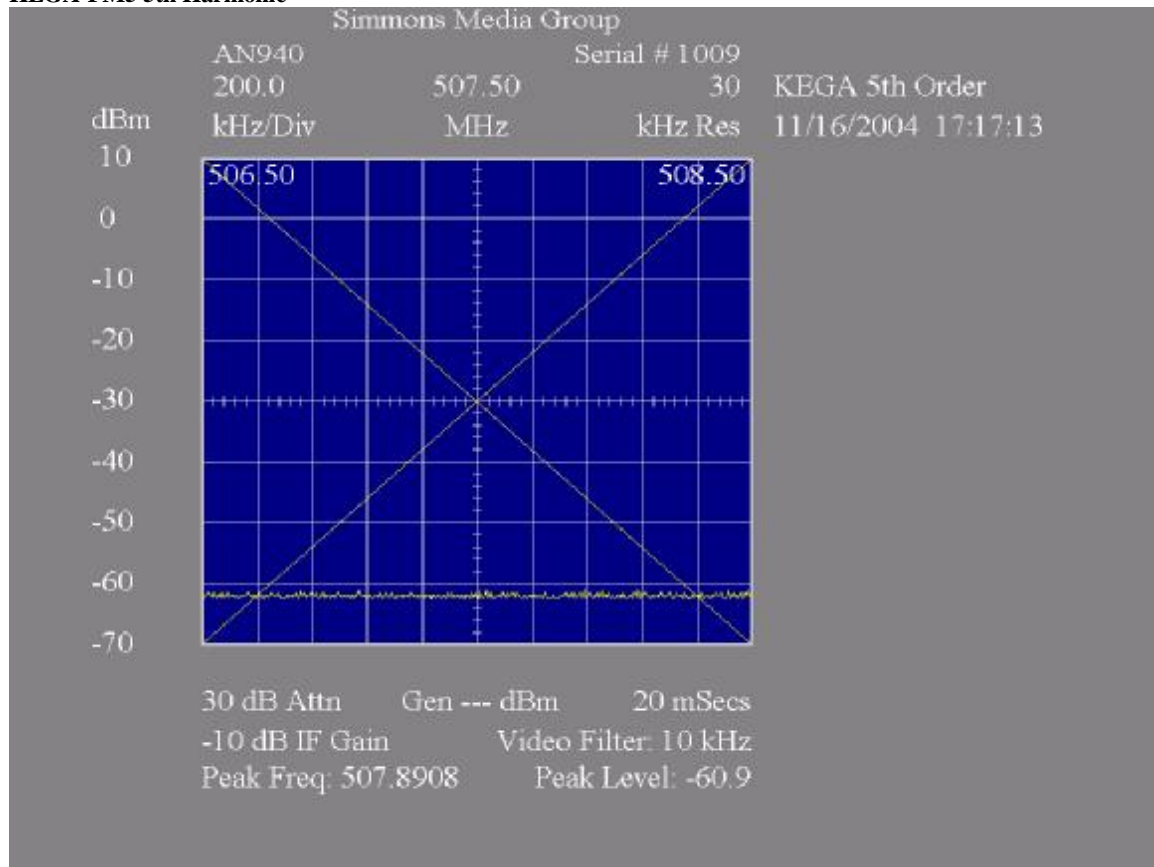 Simmons Media Group
AN940 Serial # 1009
200.0 507.50 30 KEGA 5th Order
dBm kHz/Div MHz kHz Res 11/16/2004 17:17:13
10
506.50 508.50
0
-10
-20
-30
-40
-50
-60
-70
30 dB Attn Gen --- dBm 20 mSecs
-10 dB IF Gain Video Filter: 10 kHz
Peak Freq: 507.8908 Peak Level: -60.9